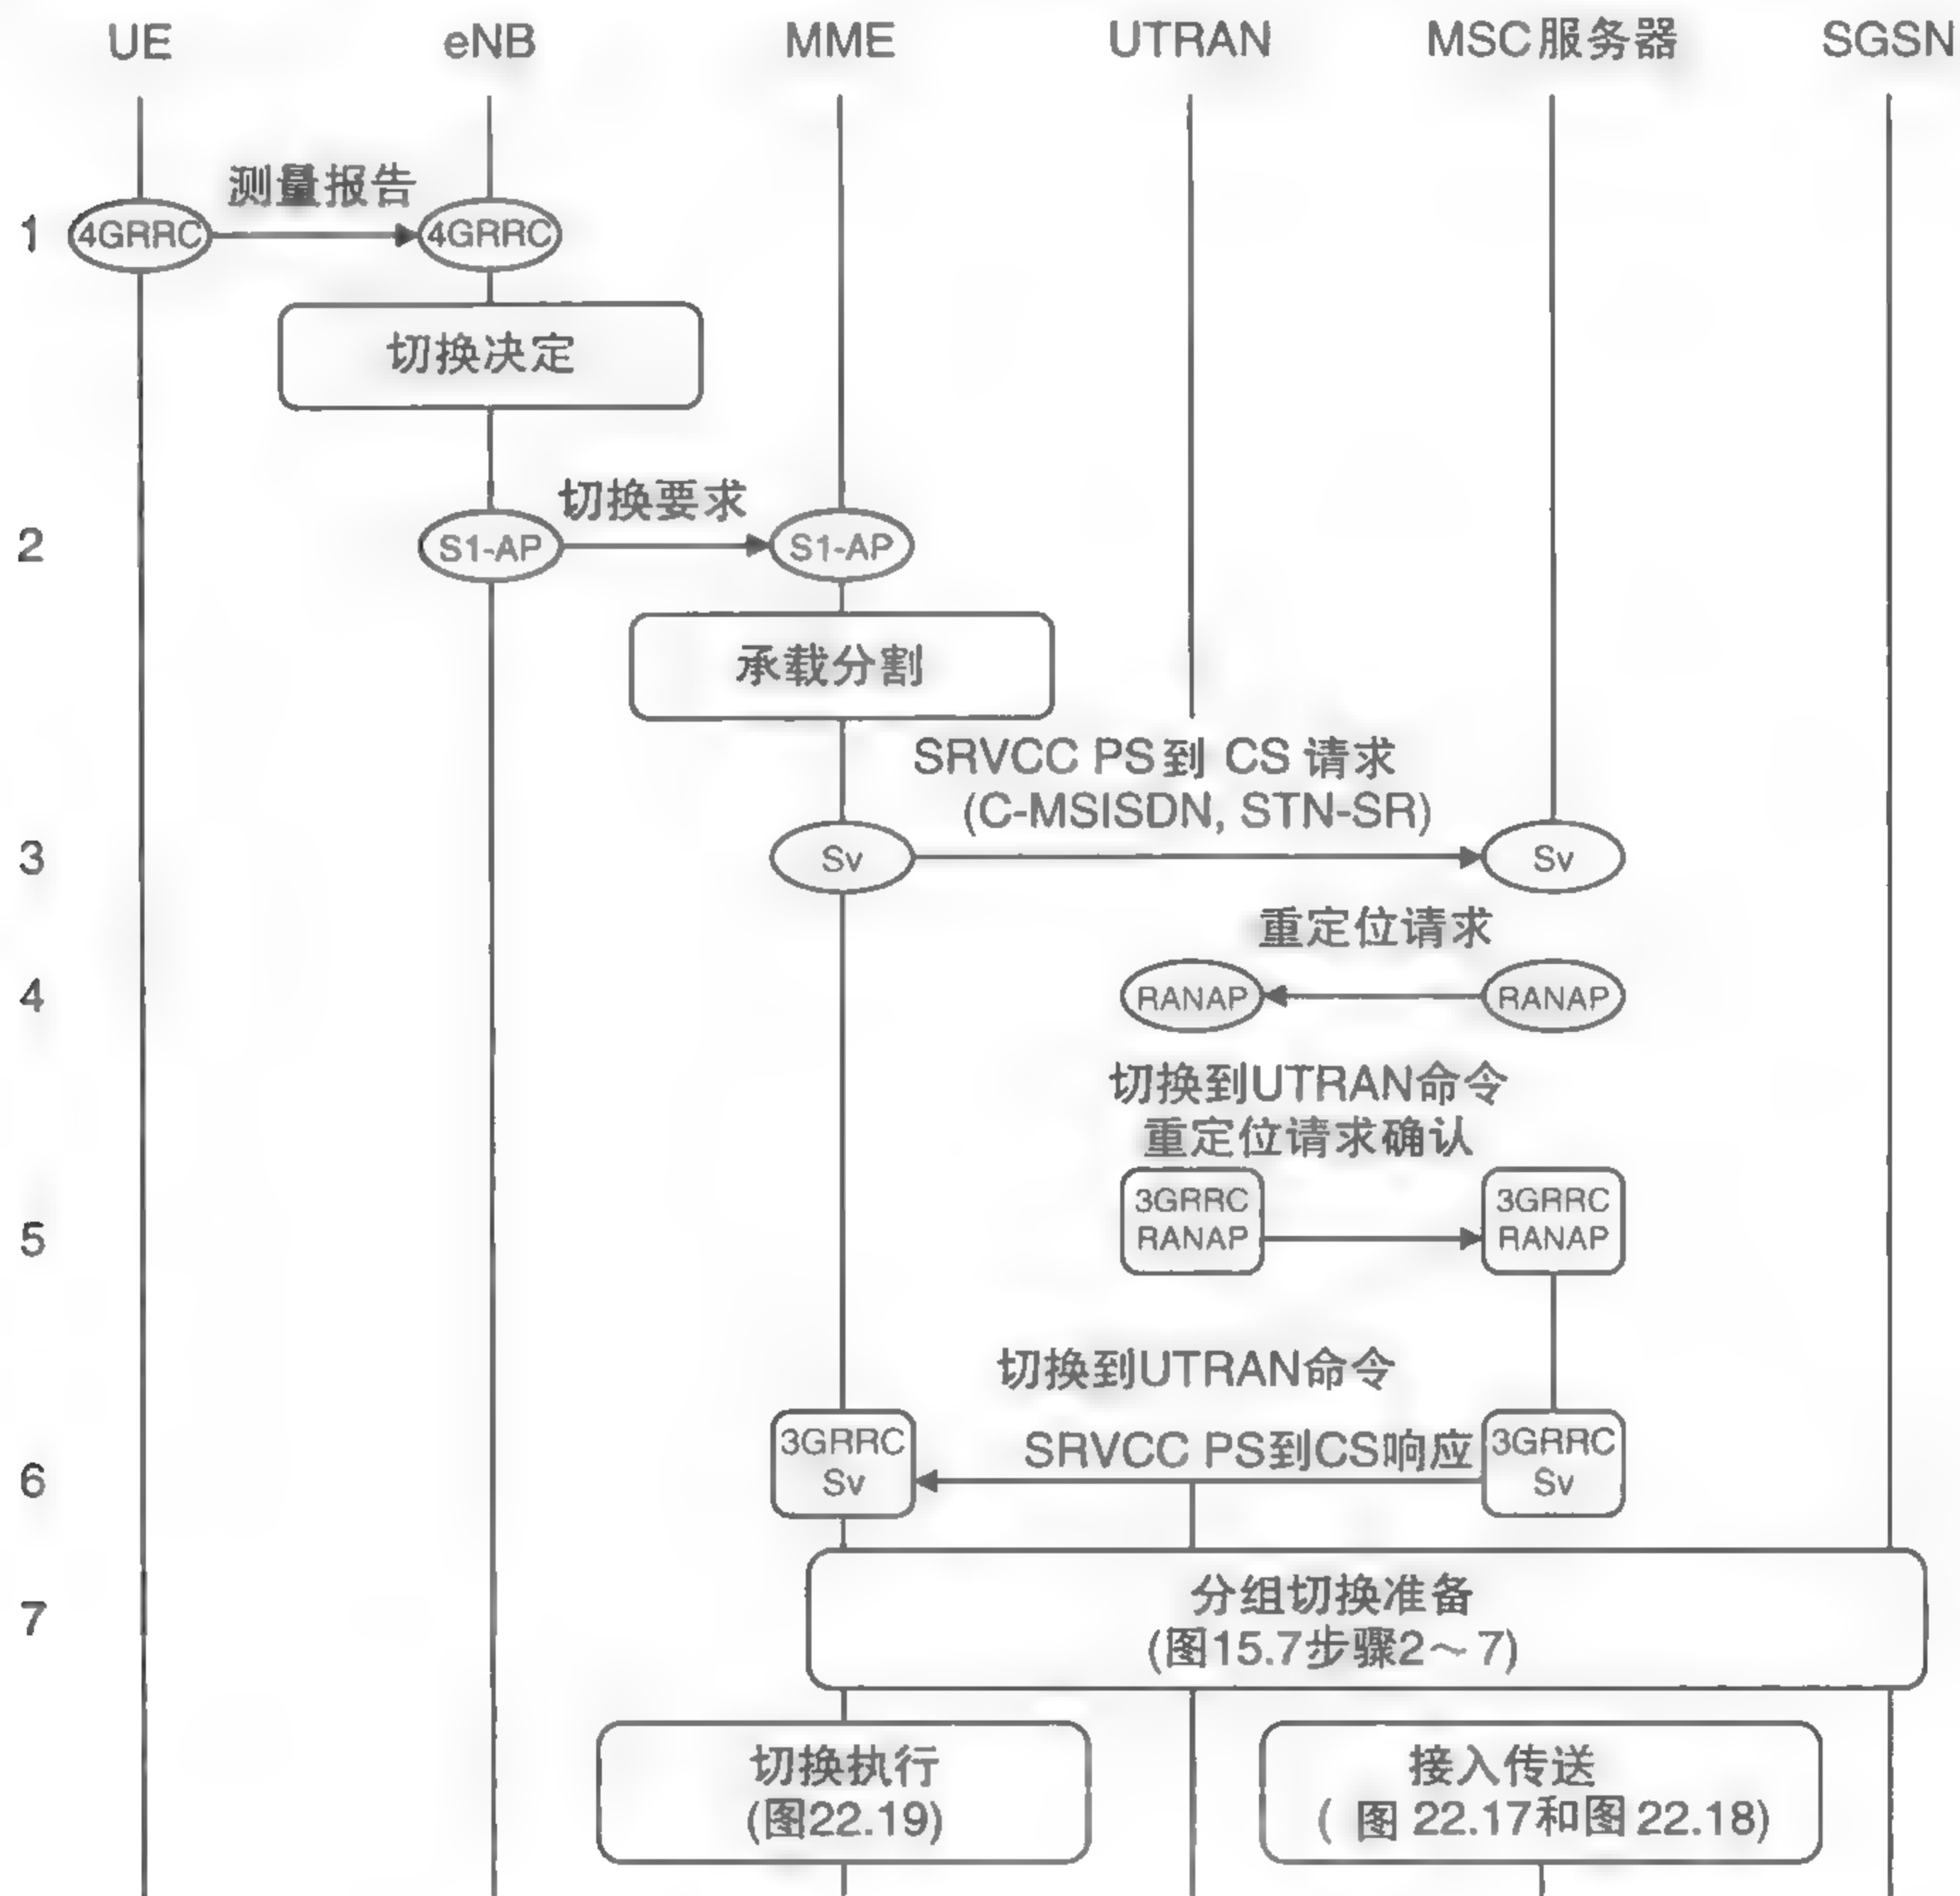 UE eNB MME UTRAN MSC服务器 SGSN
测量报告
1 4GRRC 4GRRC
切换决定
切换要求
2 S1-AP S1-AP
承载分割
SRVCC PS到 CS 请求
(C-MSISDN, STN-SR)
3 Sv Sv
重定位请求
4 RANAP RANAP
切换到UTRAN命令
重定位请求确认
3GRRC 3GRRC
5 RANAP RANAP
切换到UTRAN命令
3GRRC SRVCC PS到CS响应 3GRRC
6 Sv Sv
分组切换准备
7
(图15.7步骤2～7)
切换执行 接入传送
(图22.19) ( 图 22.17和图 22.18)